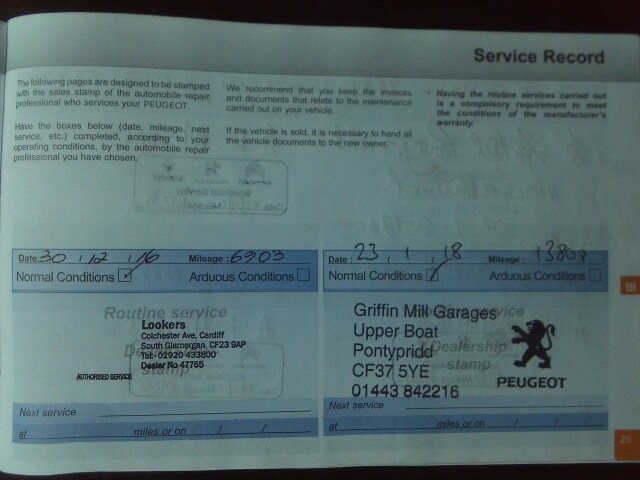 Service Record
The following pages are designed to be stamped
with the sales stamp of the automobile repair
professional who services your PEUGEOT.
Have the boxes below (date, mileage, next
service, etc.) completed, according to your
operating conditions, by the automobile repair
professional you have chosen.
We recommend that you keep the invoices
and documents that relate to the maintenance
carried out on your vehicle.
If the vehicle is sold, it is necessary to hand all
the vehicle documents to the new owner.
• Having the routine services carried out
is a compulsory requirement to meet
the conditions of the manufacturer's
warranty.
Date 30 / 12 / 16 Mileage : 6903
Normal Conditions Arduous Conditions
Routine service
Lookers
Colchester Ave, Cardiff
South Glamorgan, CF23 9AP
Tel: 02920 433800
Dealer No 47765
AUTHORISED SERVICE
stamp
Next service
at miles or on / /
Date : 23 / 1 / 18 Mileage : 13808
Normal Conditions Arduous Conditions
service
Griffin Mill Garages
Upper Boat
Pontypridd
CF37 5YE
01443 842216
Dealership
stamp
PEUGEOT
Next service
at miles or on / /
25